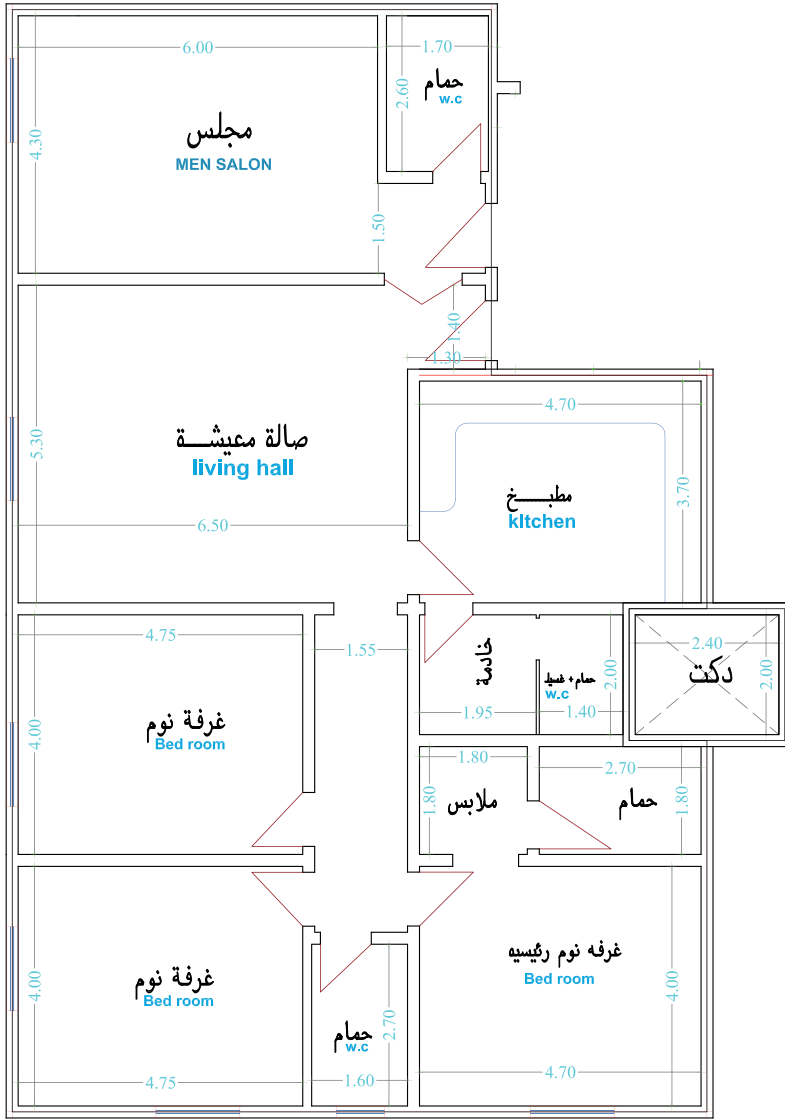 6.00
1.70
حمام
w.c
2.60
مجلس
MEN SALON
4.30
1.50
1.40
1.30
4.70
صالة معيشـــة
living hall
5.30
مطبــــخ
kItchen
3.70
6.50
4.75
1.55
خادمة
حمام+ غسيل
w.c
2.00
2.40
دكت
2.00
1.95
1.40
غرفة نوم
Bed room
4.00
1.80
2.70
ملابس
1.80
حمام
1.80
غرفه نوم رئيسيه
Bed room
غرفة نوم
Bed room
4.00
4.00
حمام
w.c
2.70
4.75
1.60
4.70